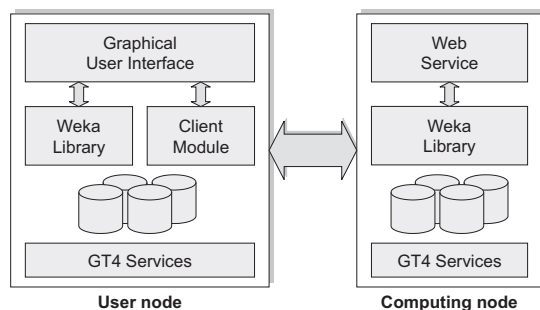 Graphical
User Interface
Weka
Library
Client
Module
GT4 Services
User node
Web
Service
Weka
Library
GT4 Services
Computing node